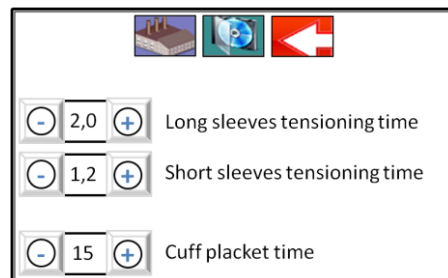 - 2,0 + Long sleeves tensioning time
- 1,2 + Short sleeves tensioning time
- 15 + Cuff placket time